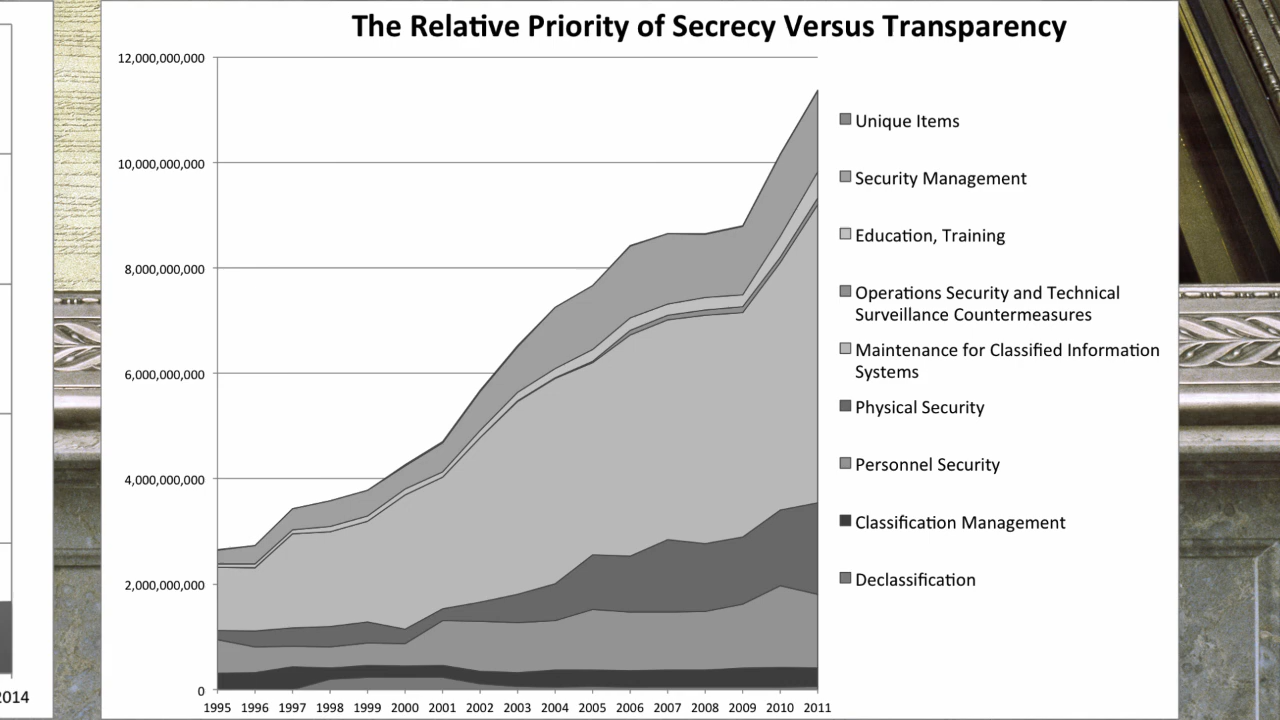 The Relative Priority of Secrecy Versus Transparency
12,000,000,000
10,000,000,000
8,000,000,000
6,000,000,000
4,000,000,000
2,000,000,000
0
1995 1996 1997 1998 1999 2000 2001 2002 2003 2004 2005 2006 2007 2008 2009 2010 2011
Unique Items
Security Management
Education, Training
Operations Security and Technical
Surveillance Countermeasures
Maintenance for Classified Information
Systems
Physical Security
Personnel Security
Classification Management
Declassification
2014